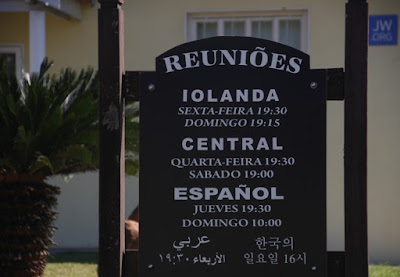 JW
.ORG
REUNIÕES
IOLANDA
SEXTA-FEIRA 19:30
DOMINGO 19:15
CENTRAL
QUARTA-FEIRA 19:30
SABADO 19:00
ESPAÑOL
JUEVES 19:30
DOMINGO 10:00
عربي
الأربعاء ١٩:٣٠
한국의
일요일 16시